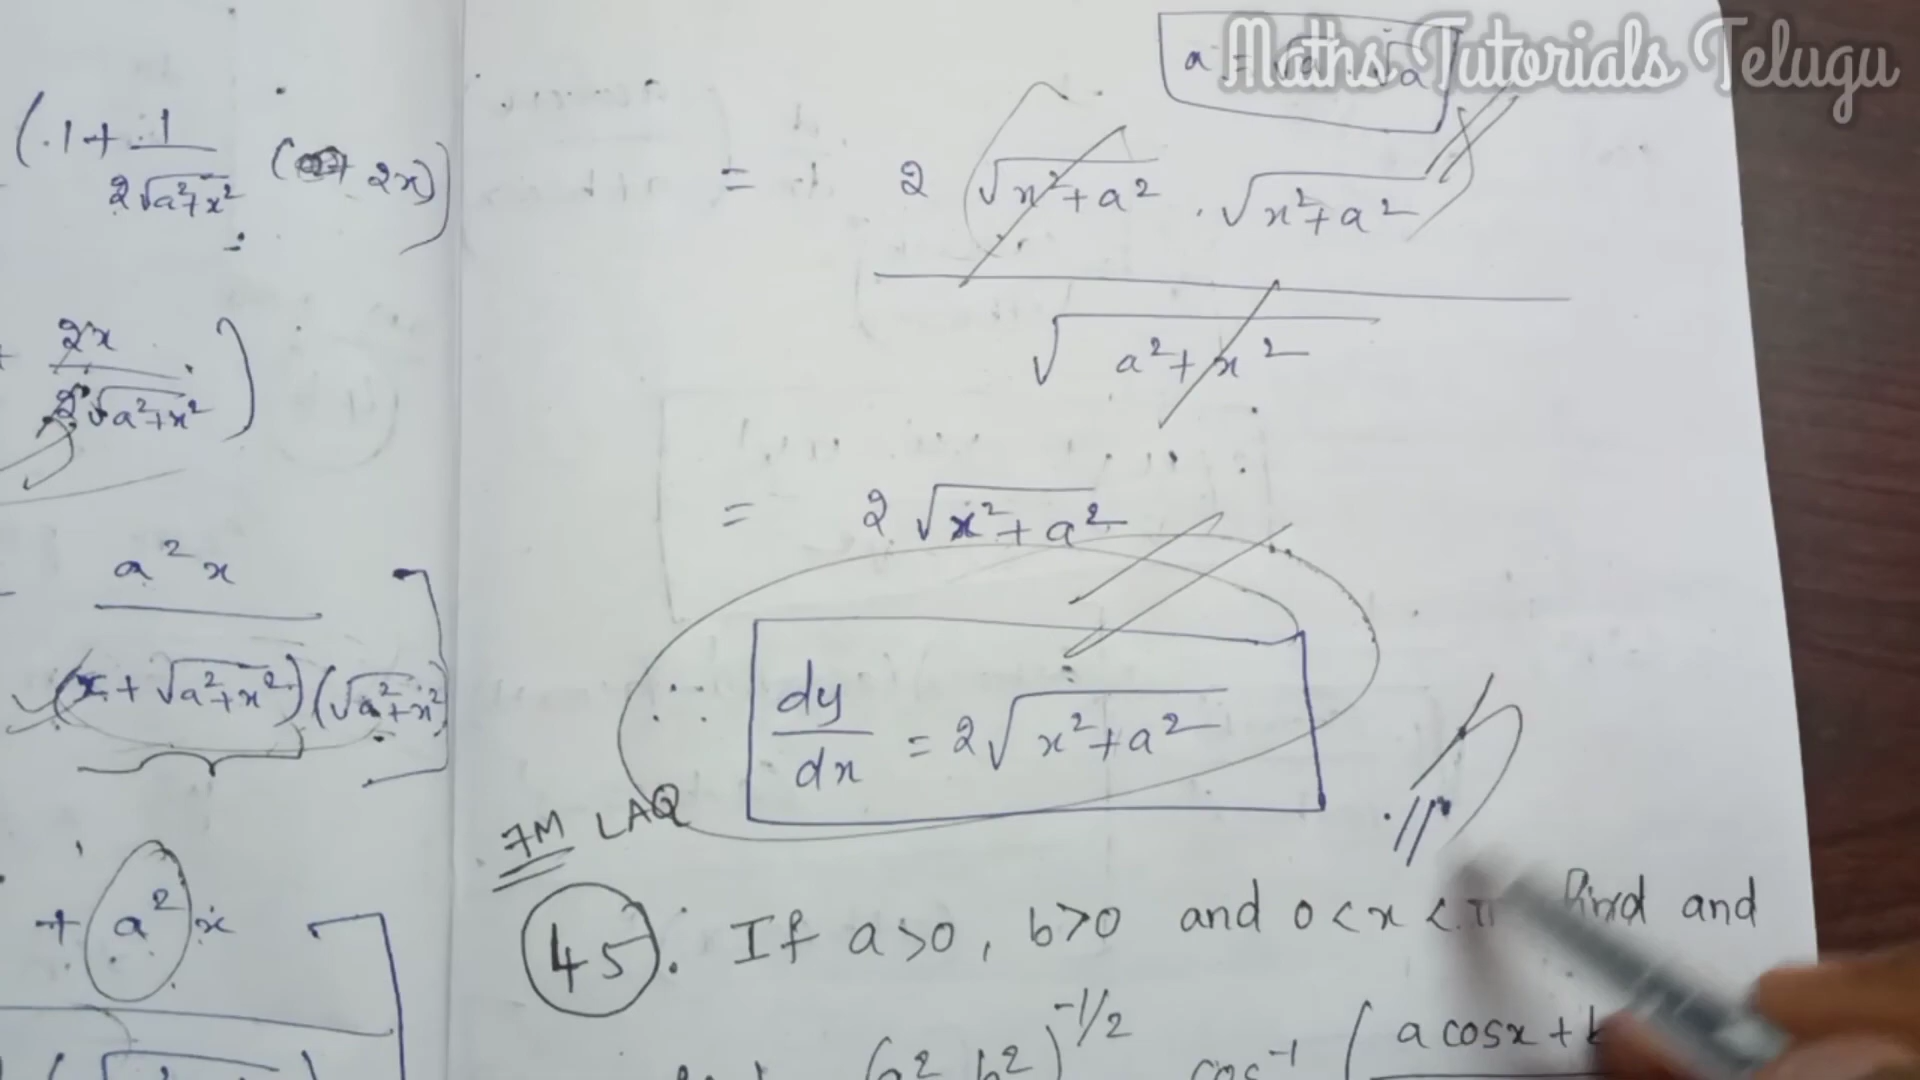 Maths Tutorials Telugu
a = √a · √a
(1 + 1/(2√(a²+x²)) ( + 2x))
2x/(2√(a²+x²)) )
a²x
(x + √(a²+x²)) (√(a²+x²))
+ a²x
= 2 √(x²+a²) . √(x²+a²)
√(a²+x²)
= 2 √(x²+a²)
∴ dy/dx = 2√(x²+a²)
7M LAQ
45. If a>0, b>0 and 0<x<π find and
(a² b²)^(-1/2) cos⁻¹ ( a cosx +